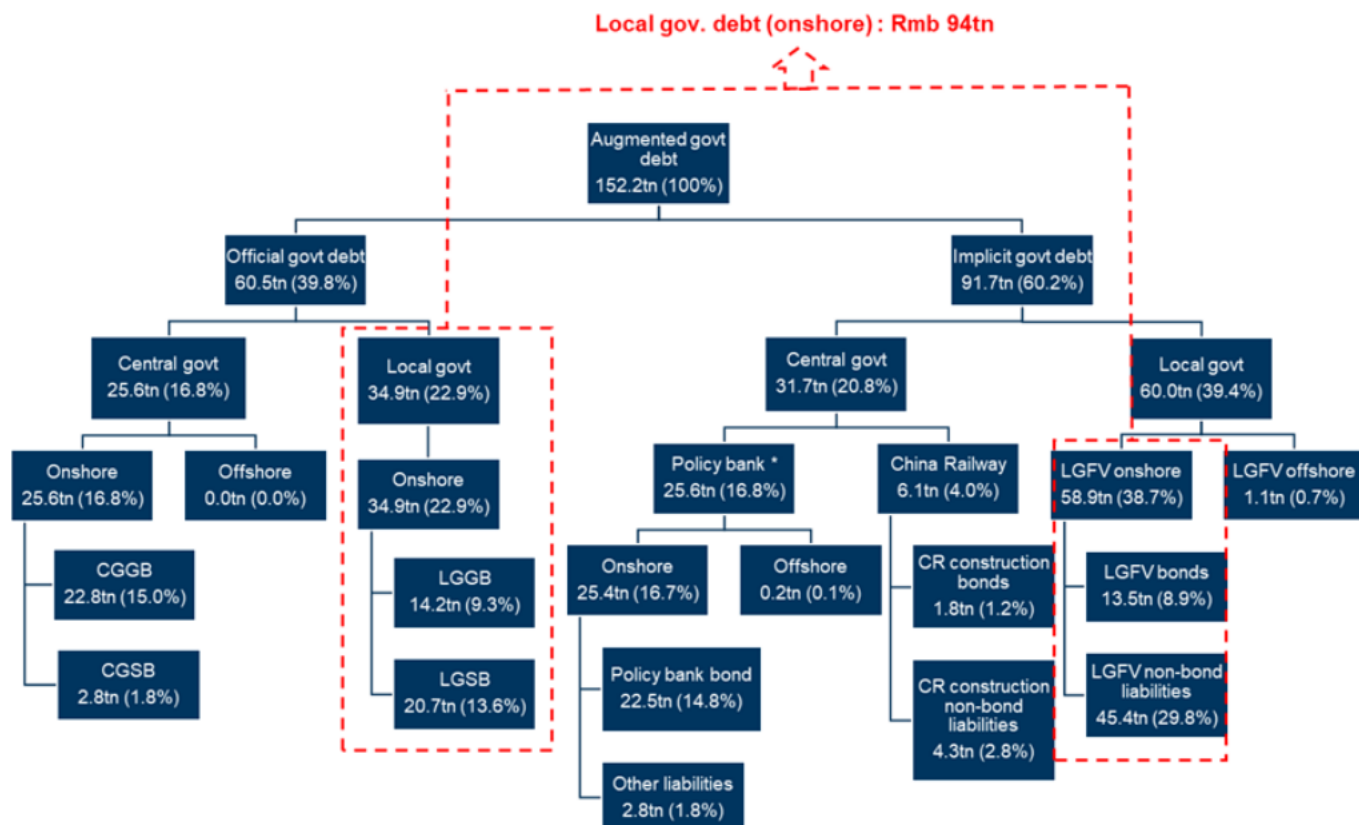 Local gov. debt (onshore) : Rmb 94tn
Augmented govt
debt
152.2tn (100%)
Official govt debt
60.5tn (39.8%)
Implicit govt debt
91.7tn (60.2%)
Central govt
25.6tn (16.8%)
Local govt
34.9tn (22.9%)
Central govt
31.7tn (20.8%)
Local govt
60.0tn (39.4%)
Onshore
25.6tn (16.8%)
Offshore
0.0tn (0.0%)
Onshore
34.9tn (22.9%)
Policy bank *
25.6tn (16.8%)
China Railway
6.1tn (4.0%)
LGFV onshore
58.9tn (38.7%)
LGFV offshore
1.1tn (0.7%)
CGGB
22.8tn (15.0%)
LGGB
14.2tn (9.3%)
Onshore
25.4tn (16.7%)
Offshore
0.2tn (0.1%)
CR construction
bonds
1.8tn (1.2%)
LGFV bonds
13.5tn (8.9%)
CGSB
2.8tn (1.8%)
LGSB
20.7tn (13.6%)
Policy bank bond
22.5tn (14.8%)
CR construction
non-bond
liabilities
4.3tn (2.8%)
LGFV non-bond
liabilities
45.4tn (29.8%)
Other liabilities
2.8tn (1.8%)